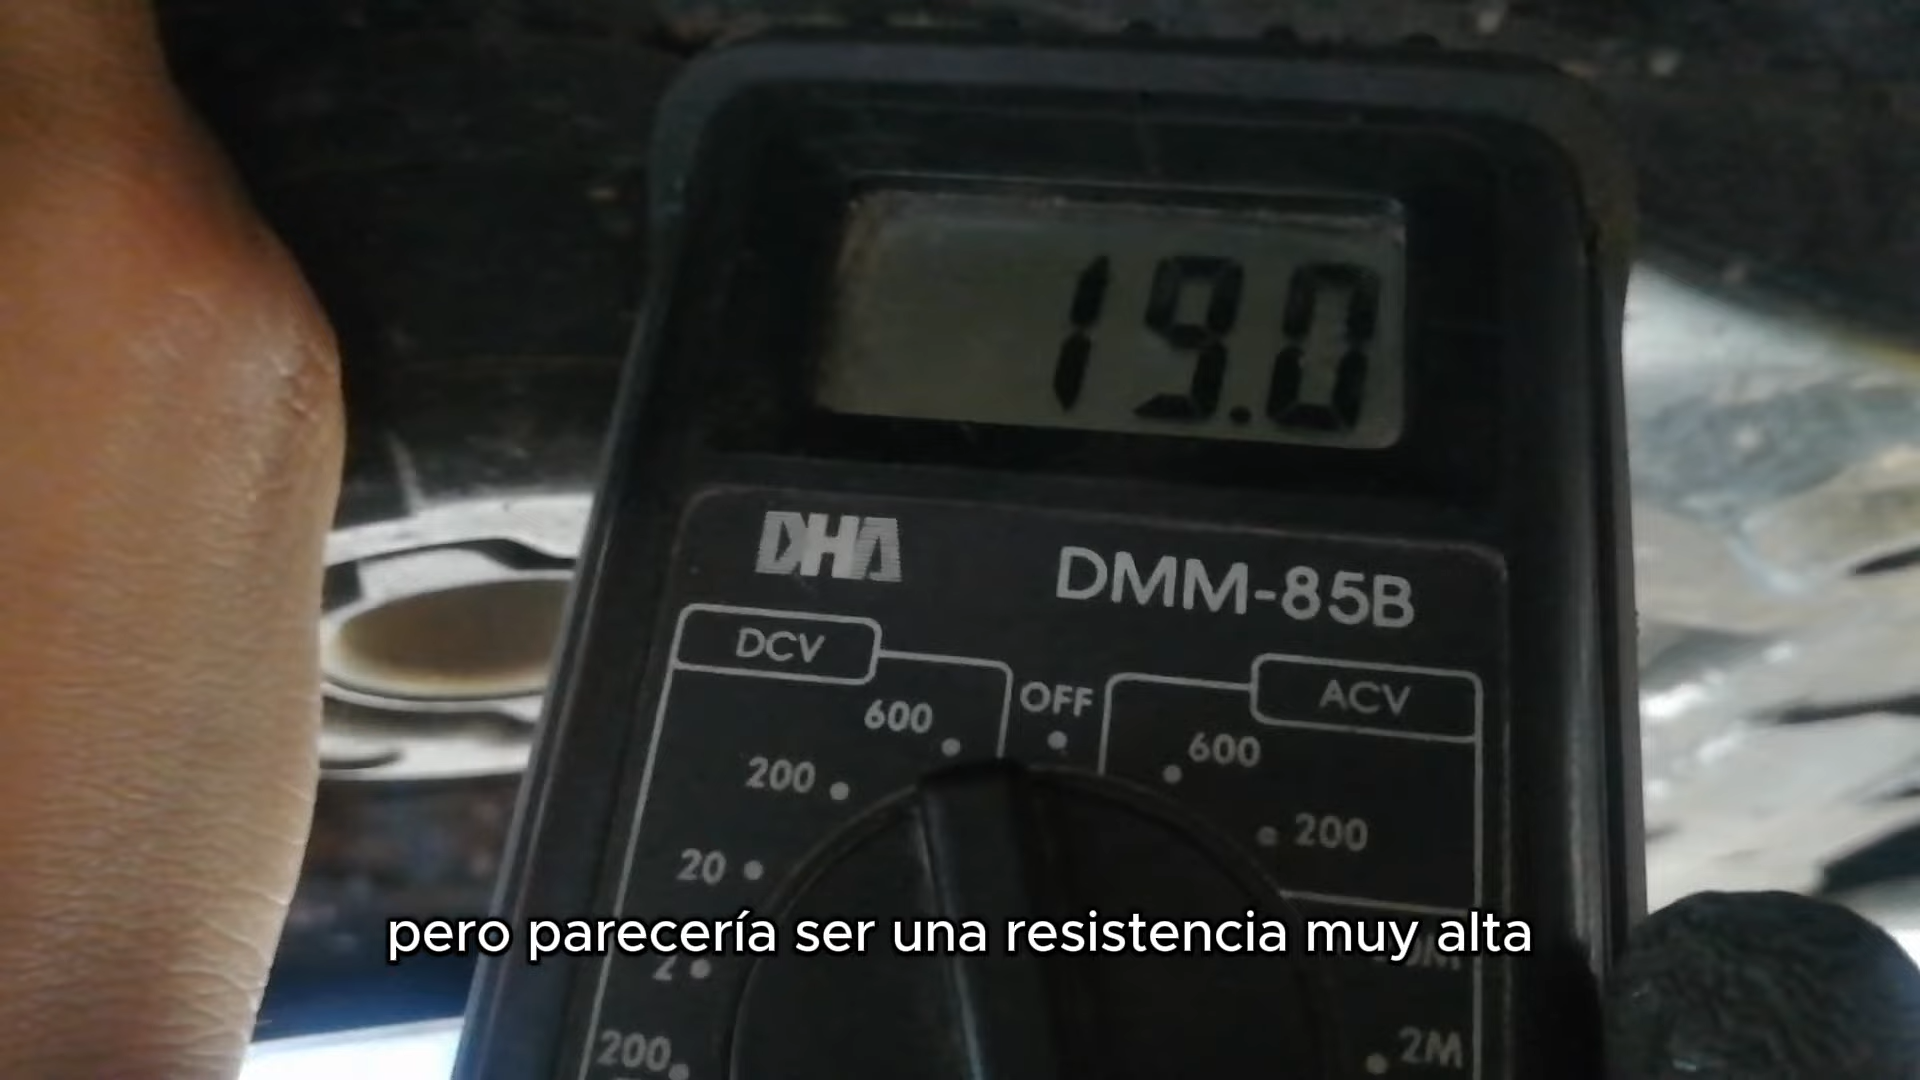 19.0
DHA
DMM-85B
DCV
OFF
ACV
600
600
200
200
20
pero parecería ser una resistencia muy alta
2
200
2M